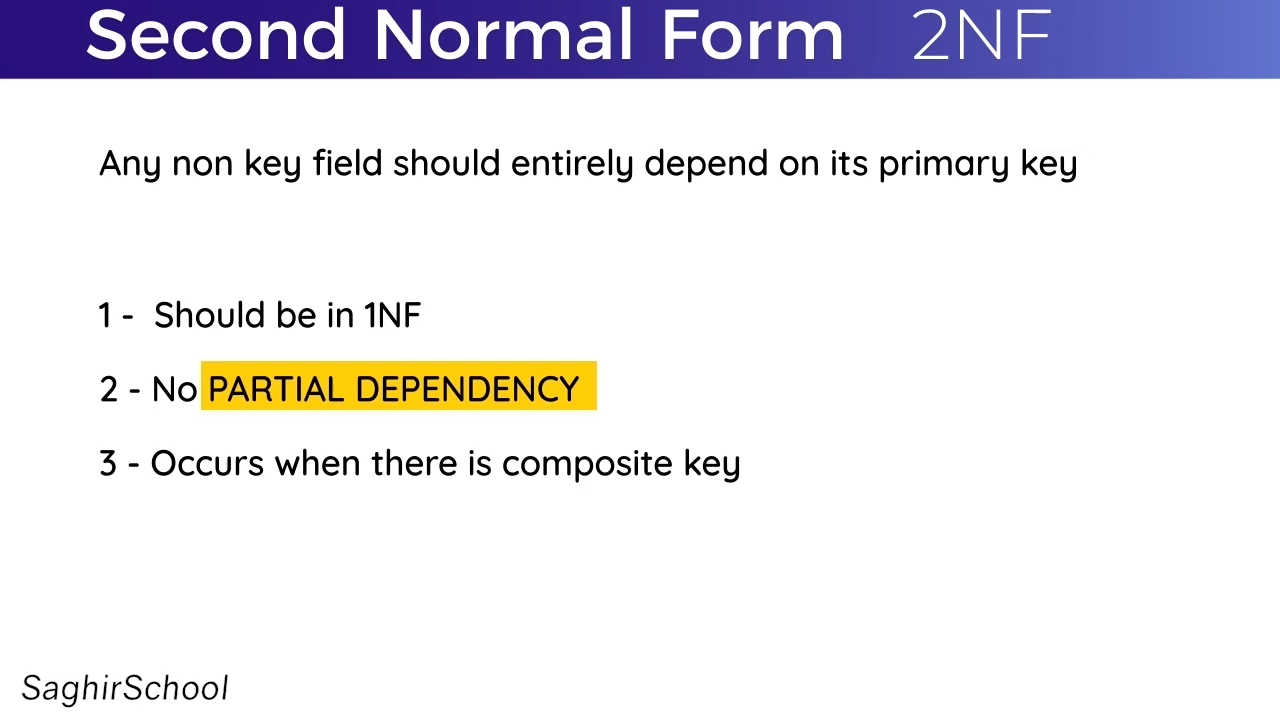 Second Normal Form 2NF
Any non key field should entirely depend on its primary key
1 - Should be in 1NF
2 - No PARTIAL DEPENDENCY
3 - Occurs when there is composite key
SaghirSchool